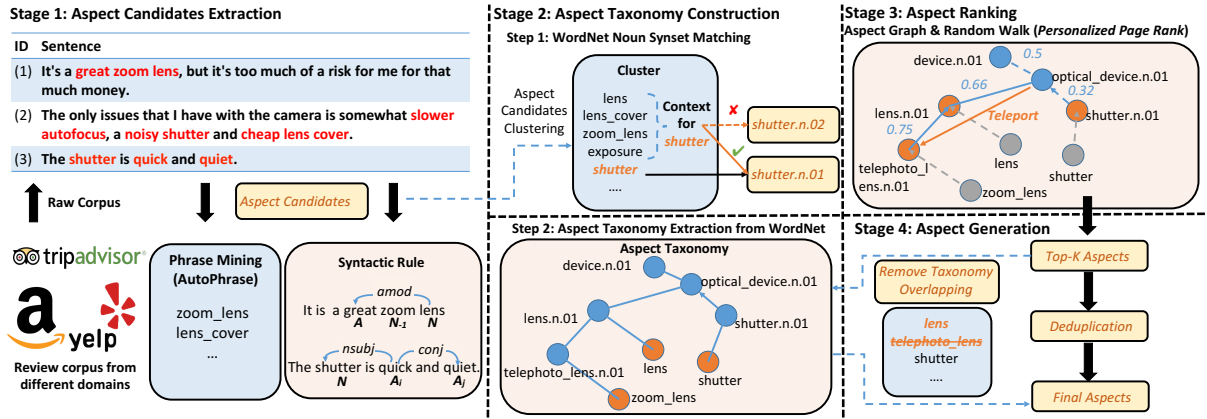 Stage 1: Aspect Candidates Extraction
ID Sentence
(1) It's a great zoom lens, but it's too much of a risk for me for that
much money.
(2) The only issues that I have with the camera is somewhat slower
autofocus, a noisy shutter and cheap lens cover.
(3) The shutter is quick and quiet.
Raw Corpus
Aspect Candidates
tripadvisor®
a
yelp
Review corpus from
different domains
Phrase Mining
(AutoPhrase)
zoom_lens
lens_cover
...
Syntactic Rule
amod
It is a great zoom lens
A N-1 N
nsubj conj
The shutter is quick and quiet.
N Ai Aj
Stage 2: Aspect Taxonomy Construction
Step 1: WordNet Noun Synset Matching
Aspect
Candidates
Clustering
Cluster
lens
lens_cover
zoom_lens
exposure
shutter
....
Context
for
shutter
✘
✓
shutter.n.02
shutter.n.01
Step 2: Aspect Taxonomy Extraction from WordNet
Aspect Taxonomy
device.n.01
optical_device.n.01
lens.n.01
shutter.n.01
telephoto_lens.n.01
lens
shutter
zoom_lens
Stage 3: Aspect Ranking
Aspect Graph & Random Walk (Personalized Page Rank)
device.n.01
0.5
optical_device.n.01
0.66
0.32
lens.n.01
Teleport
shutter.n.01
0.75
telephoto_l
ens.n.01
lens
shutter
zoom_lens
Stage 4: Aspect Generation
Top-K Aspects
Remove Taxonomy
Overlapping
lens
telephoto_lens
shutter
....
Deduplication
Final Aspects